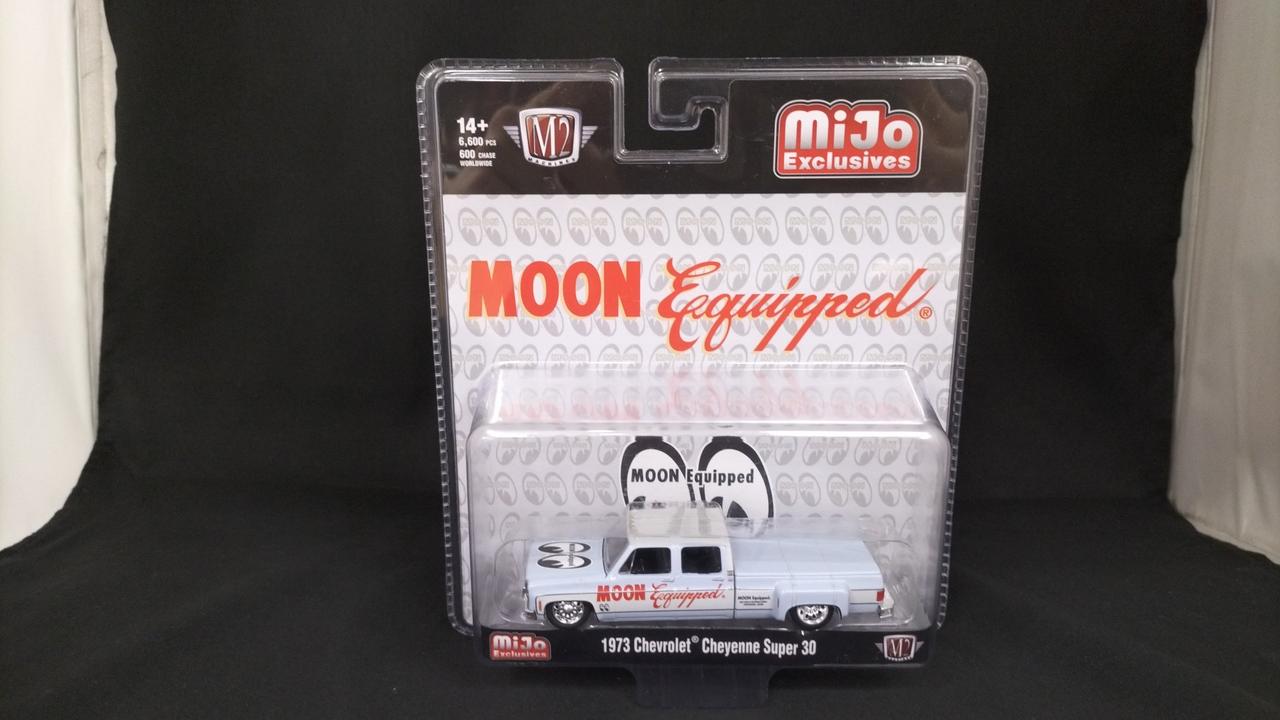 14+
6,600 PCS
600 CHASE
WORLDWIDE
M2
MACHINES
MiJo
Exclusives
MOON Equipped®
MOON Equipped
MOON Equipped
MOON Equipped
MiJo
Exclusives
1973 Chevrolet® Cheyenne Super 30
M2